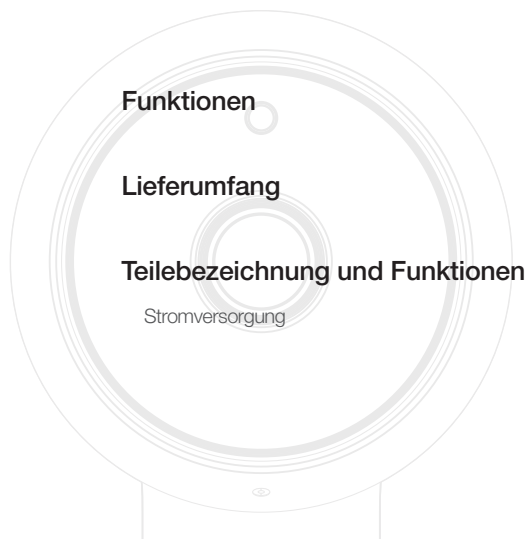 Funktionen
Lieferumfang
Teilebezeichnung und Funktionen
Stromversorgung